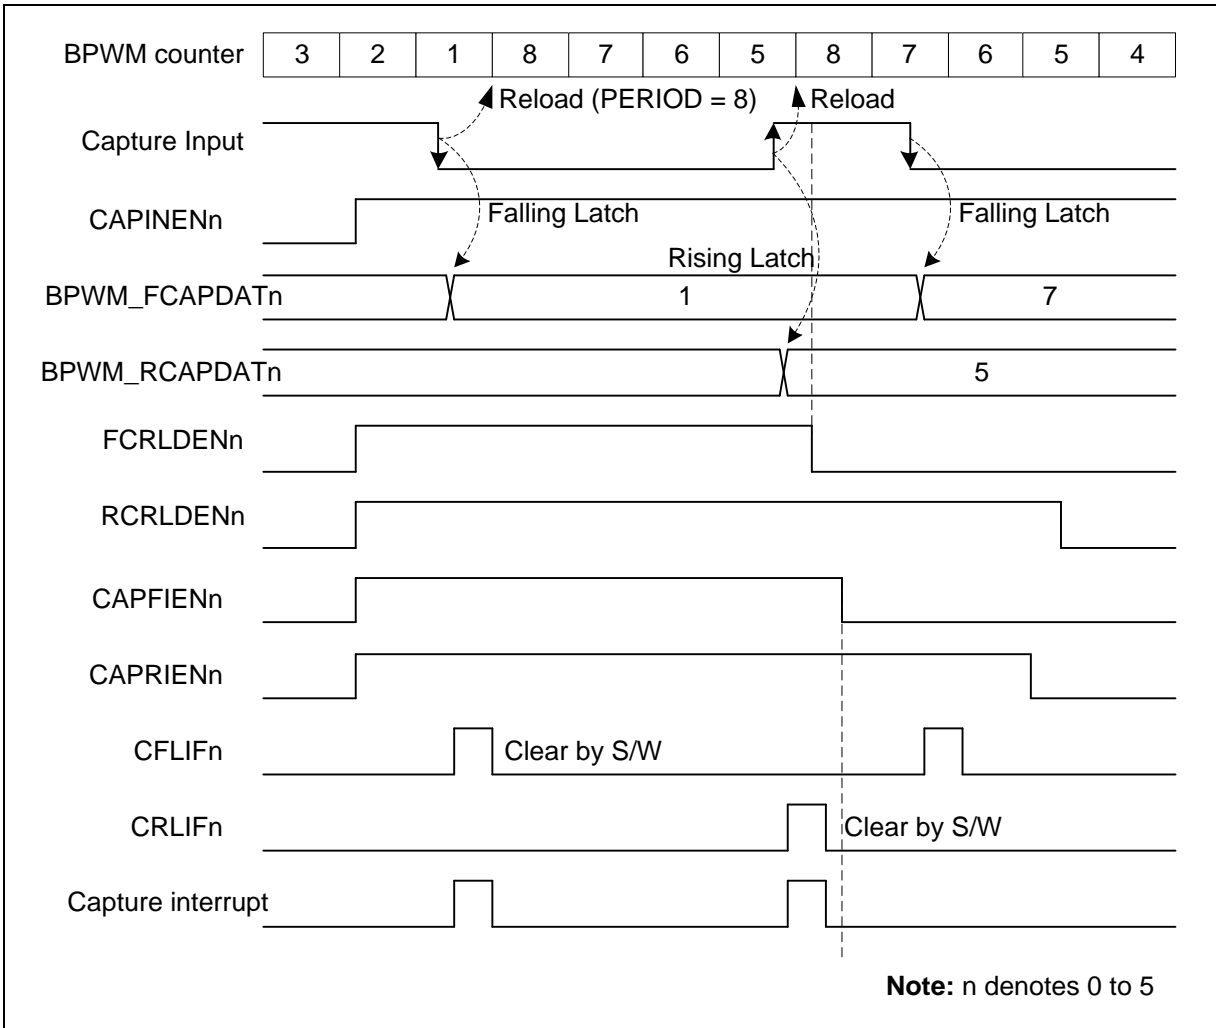 BPWM counter 3 2 1 8 7 6 5 8 7 6 5 4
Reload (PERIOD = 8) Reload
Capture Input
CAPINENn Falling Latch Falling Latch
Rising Latch
BPWM_FCAPDATn 1 7
BPWM_RCAPDATn 5
FCRLDENn
RCRLDENn
CAPFIENn
CAPRIENn
CFLIFn Clear by S/W
CRLIFn Clear by S/W
Capture interrupt
Note: n denotes 0 to 5